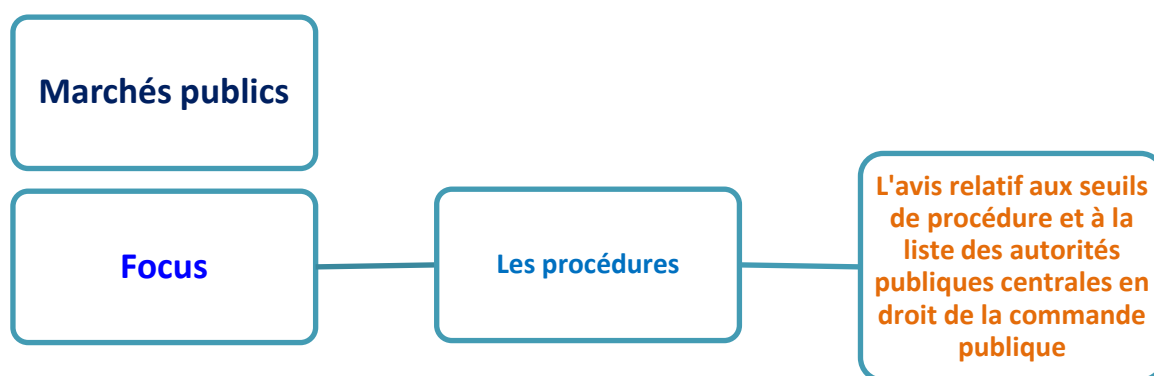 Marchés publics
Focus
Les procédures
L'avis relatif aux seuils
de procédure et à la
liste des autorités
publiques centrales en
droit de la commande
publique